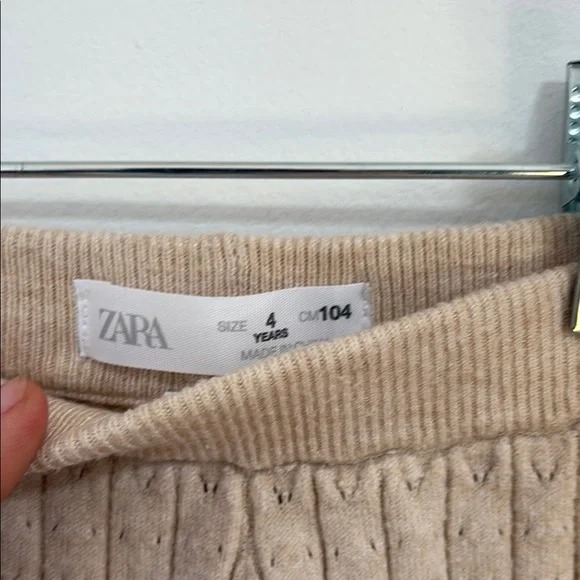 ZARA
SIZE 4 CM104
YEARS
MADE IN